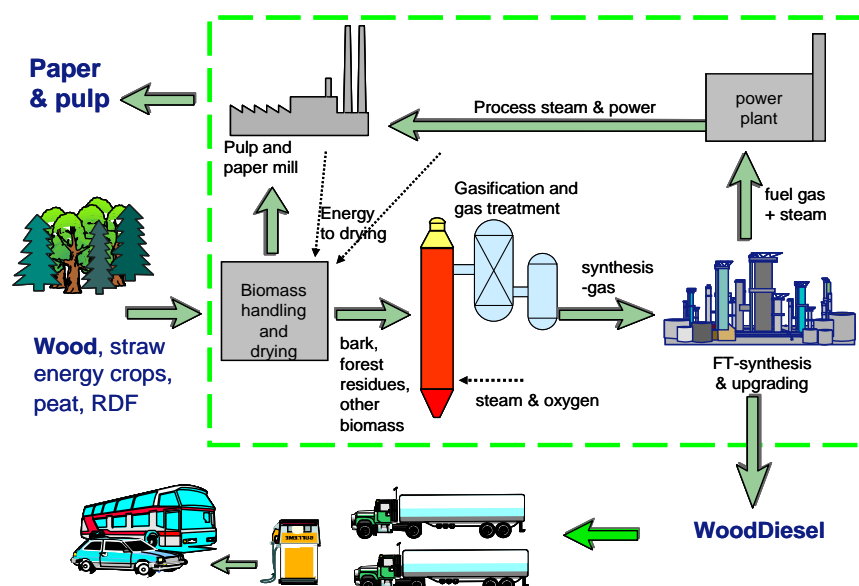 Paper
& pulp
Process steam & power
power
plant
Pulp and
paper mill
Energy
to drying
Gasification and
gas treatment
fuel gas
+ steam
synthesis
-gas
Biomass
handling
and
drying
Wood, straw
energy crops,
peat, RDF
bark,
forest
residues,
other
biomass
steam & oxygen
FT-synthesis
& upgrading
WoodDiesel